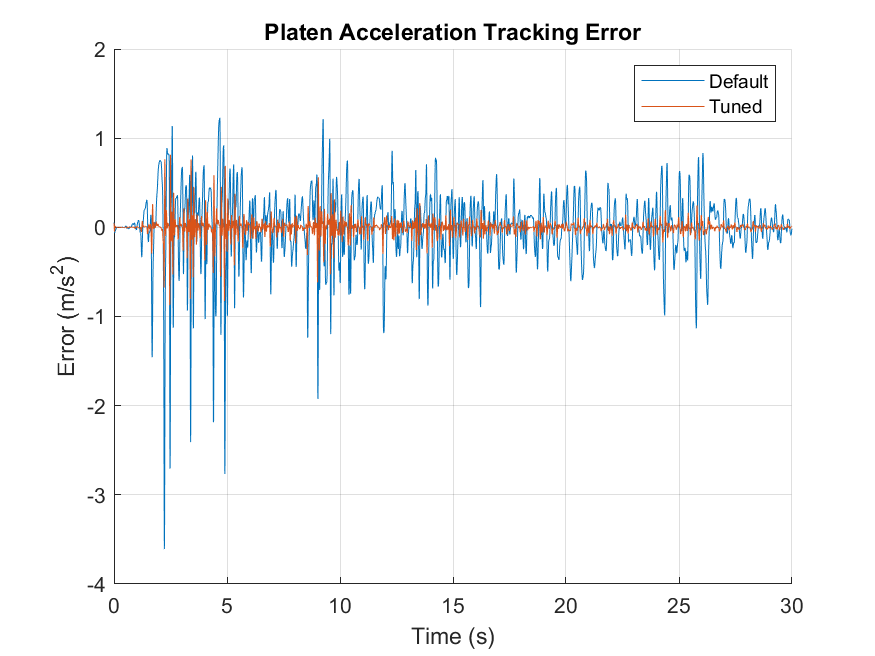 Platen Acceleration Tracking Error
Default
Tuned
2
1
0
-1
-2
-3
-4
Error (m/s²)
0 5 10 15 20 25 30
Time (s)